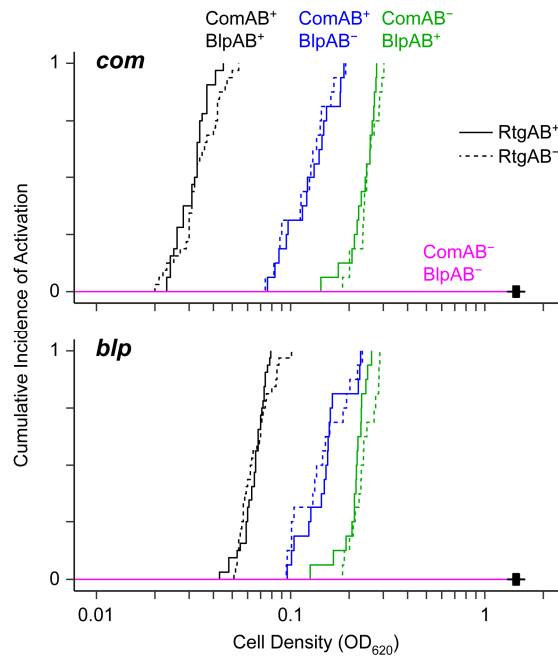 ComAB⁺ ComAB⁺ ComAB⁻
BlpAB⁺ BlpAB⁻ BlpAB⁺
com
1
RtgAB⁺
RtgAB⁻
ComAB⁻
BlpAB⁻
0
blp
1
0
0.01 0.1 1
Cell Density (OD₆₂₀)
Cumulative Incidence of Activation